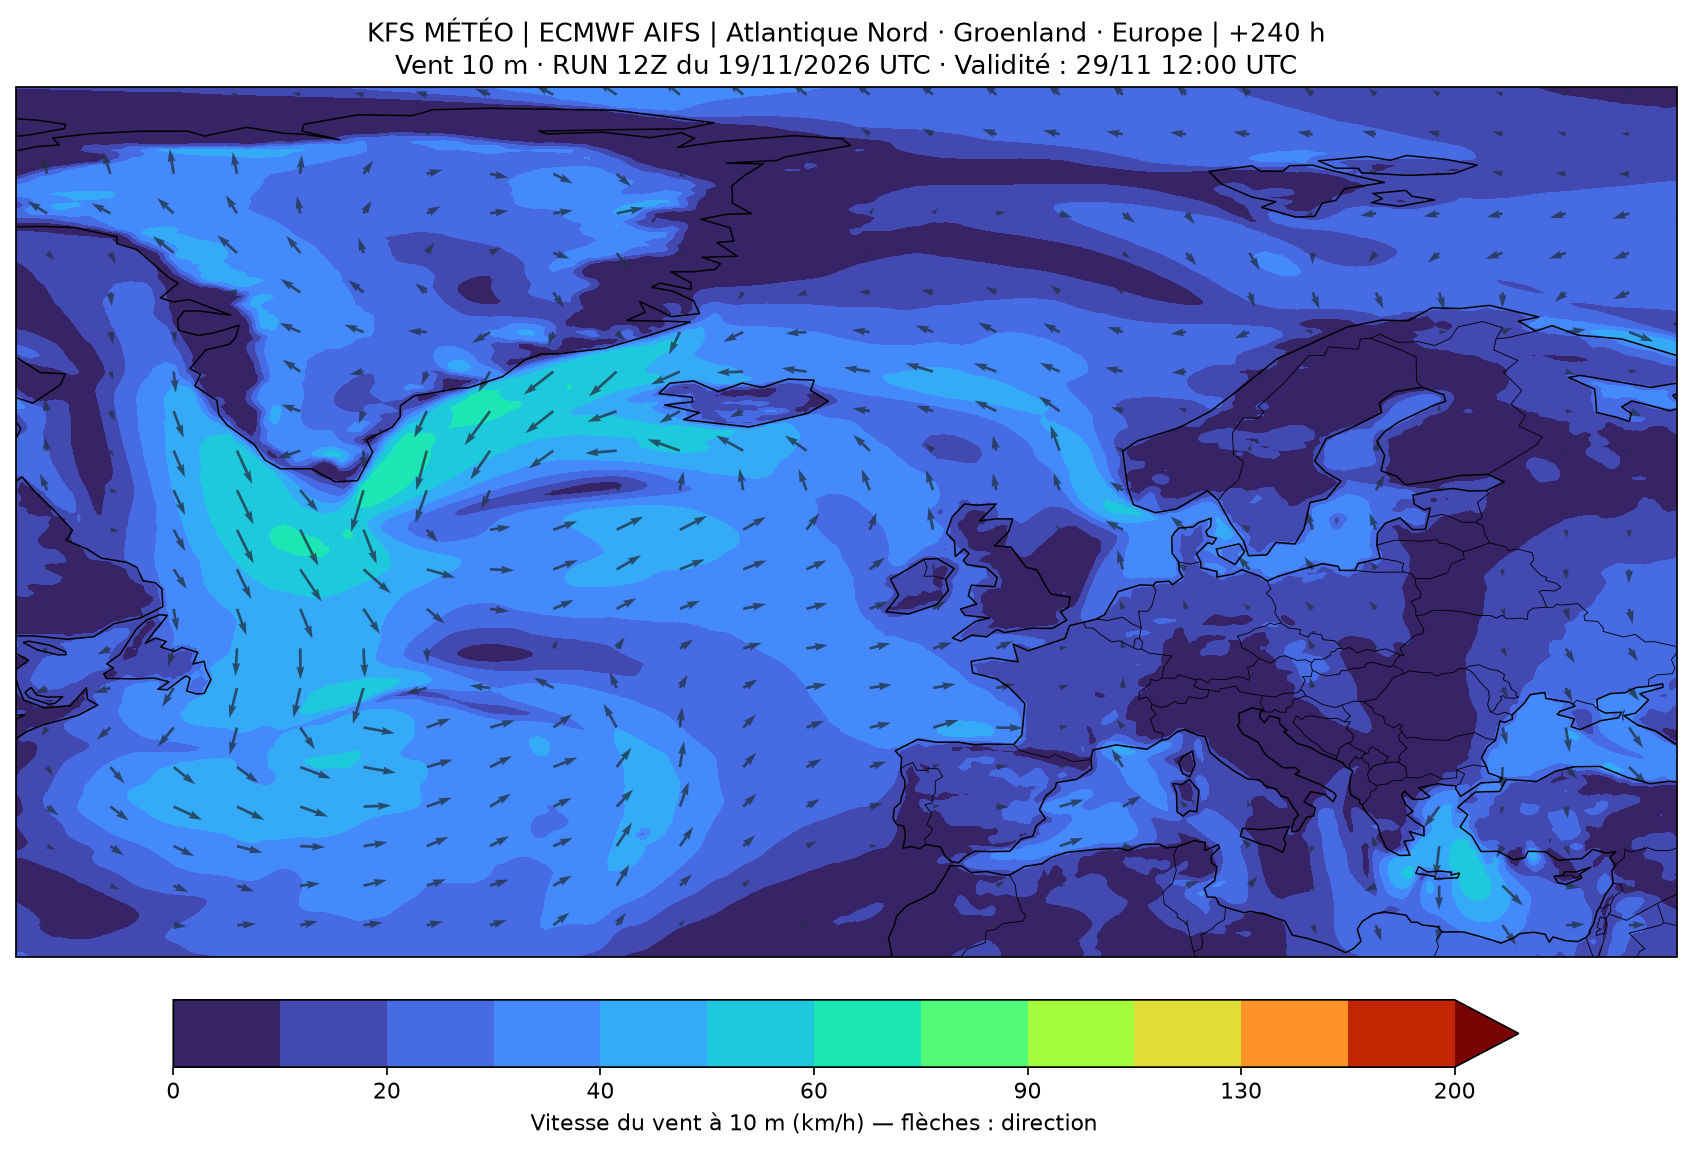 KFS MÉTÉO | ECMWF AIFS | Atlantique Nord · Groenland · Europe | +240 h
Vent 10 m · RUN 12Z du 19/11/2026 UTC · Validité : 29/11 12:00 UTC
0 20 40 60 90 130 200
Vitesse du vent à 10 m (km/h) — flèches : direction